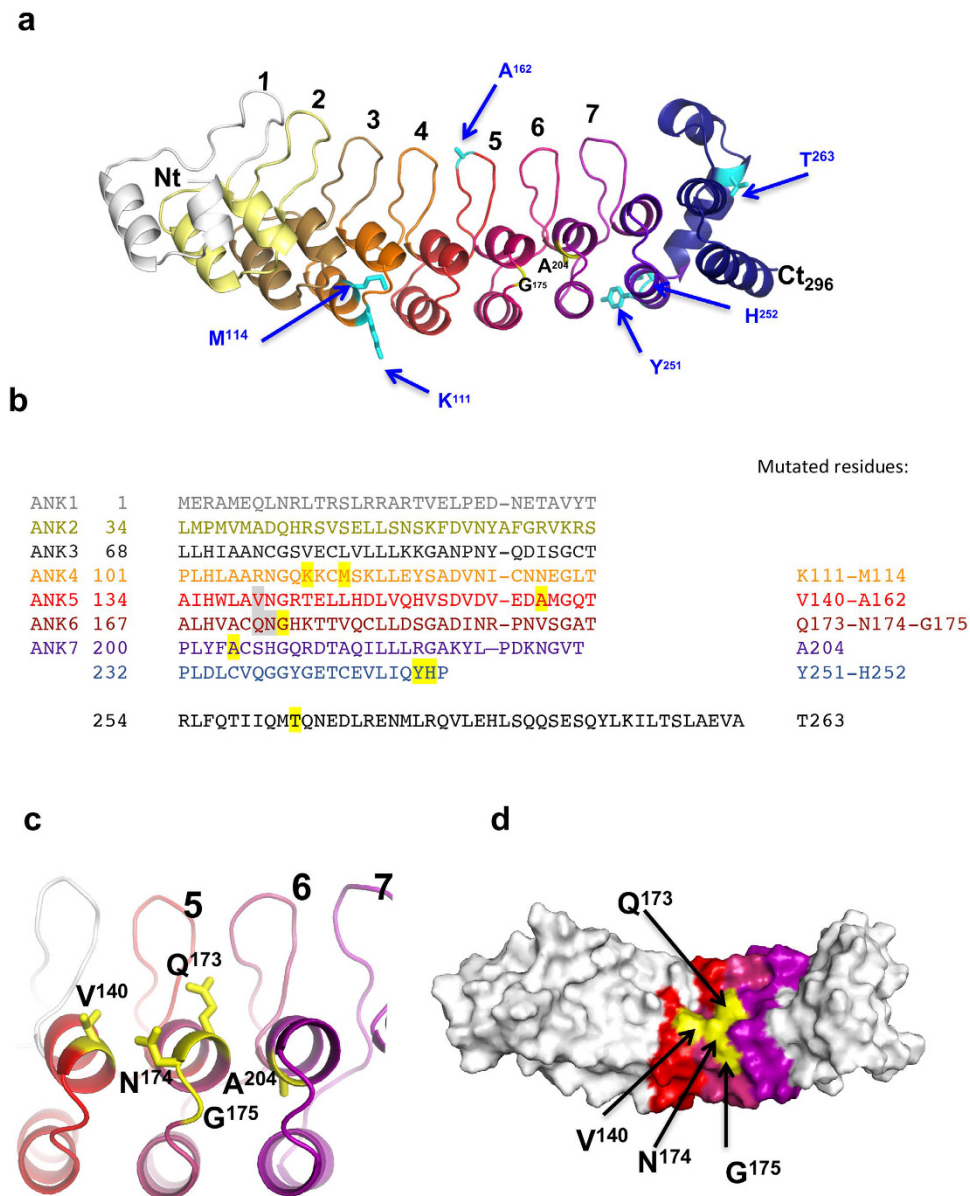 a
1
2
3
4
5
6
7
A¹⁶²
T²⁶³
Nt
A²⁰⁴
G¹⁷⁵
Ct₂₉₆
M¹¹⁴
H²⁵²
Y²⁵¹
K¹¹¹
b
Mutated residues:
ANK1 1 MERAMEQLNRLTRSLRRARTVELPED–NETAVYT
ANK2 34 LMPMVMADQHRSVSELLSNSKFDVNYAFGRVKRS
ANK3 68 LLHIAANCGSVECLVLLLKKGANPNY–QDISGCT
ANK4 101 PLHLAARNGQKKCMSKLLEYSADVNI–CNNEGLT K111–M114
ANK5 134 AIHWLAVNGRTELLHDLVQHVSDVDV–EDAMGQT V140–A162
ANK6 167 ALHVACQNGHKTTVQCLLDSGADINR–PNVSGAT Q173–N174–G175
ANK7 200 PLYFACSHGQRDTAQILLLRGAKYL—PDKNGVT A204
232 PLDLCVQGGYGETCEVLIQYHP Y251–H252
254 RLFQTIIQMTQNEDLRENMLRQVLEHLSQQSESQYLKILTSLAEVA T263
c
5
6
7
V¹⁴⁰
Q¹⁷³
N¹⁷⁴
A²⁰⁴
G¹⁷⁵
d
Q¹⁷³
V¹⁴⁰
N¹⁷⁴
G¹⁷⁵